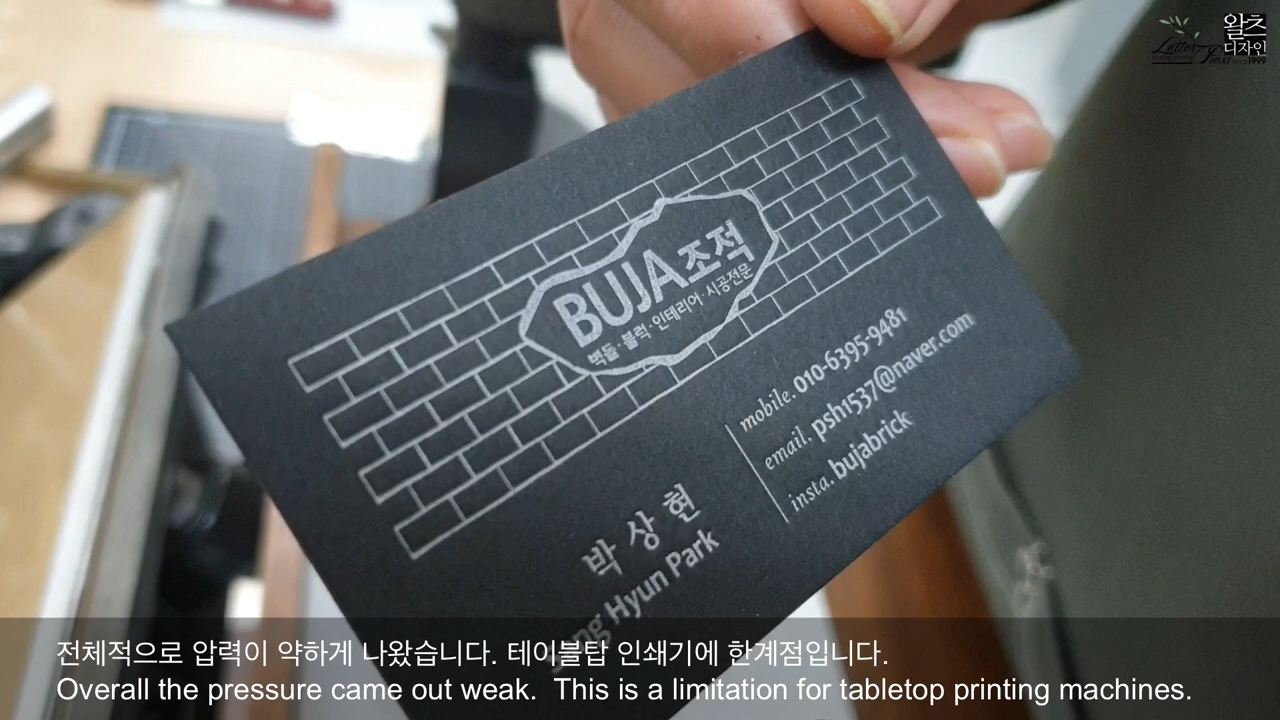 왈츠
디자인
since1999
Letter Press
BUJA조적
벽돌·블럭·인테리어·시공전문
mobile. 010-6395-9481
email. psh1537@naver.com
insta. bujabrick
박상현
Sang Hyun Park
전체적으로 압력이 약하게 나왔습니다. 테이블탑 인쇄기에 한계점입니다.
Overall the pressure came out weak.  This is a limitation for tabletop printing machines.